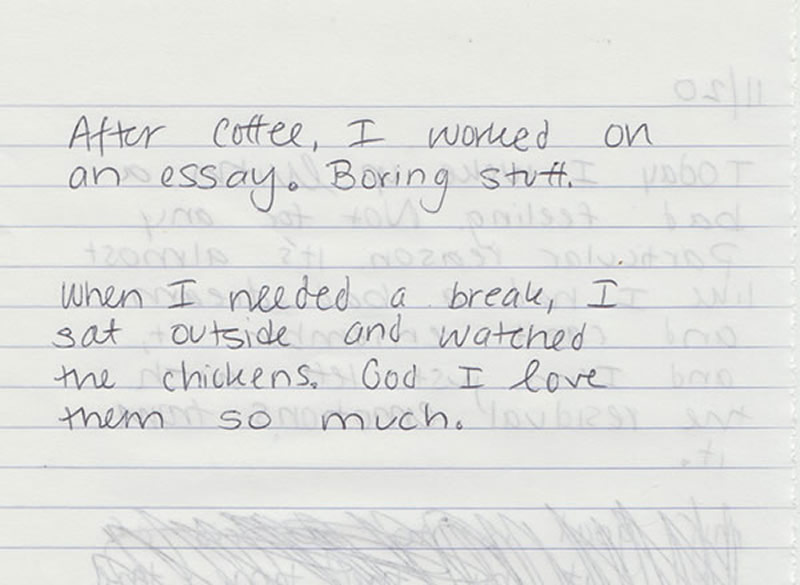 After coffee, I worked on
an essay. Boring stuff.
When I needed a break, I
sat outside and watched
the chickens. God I love
them so much.